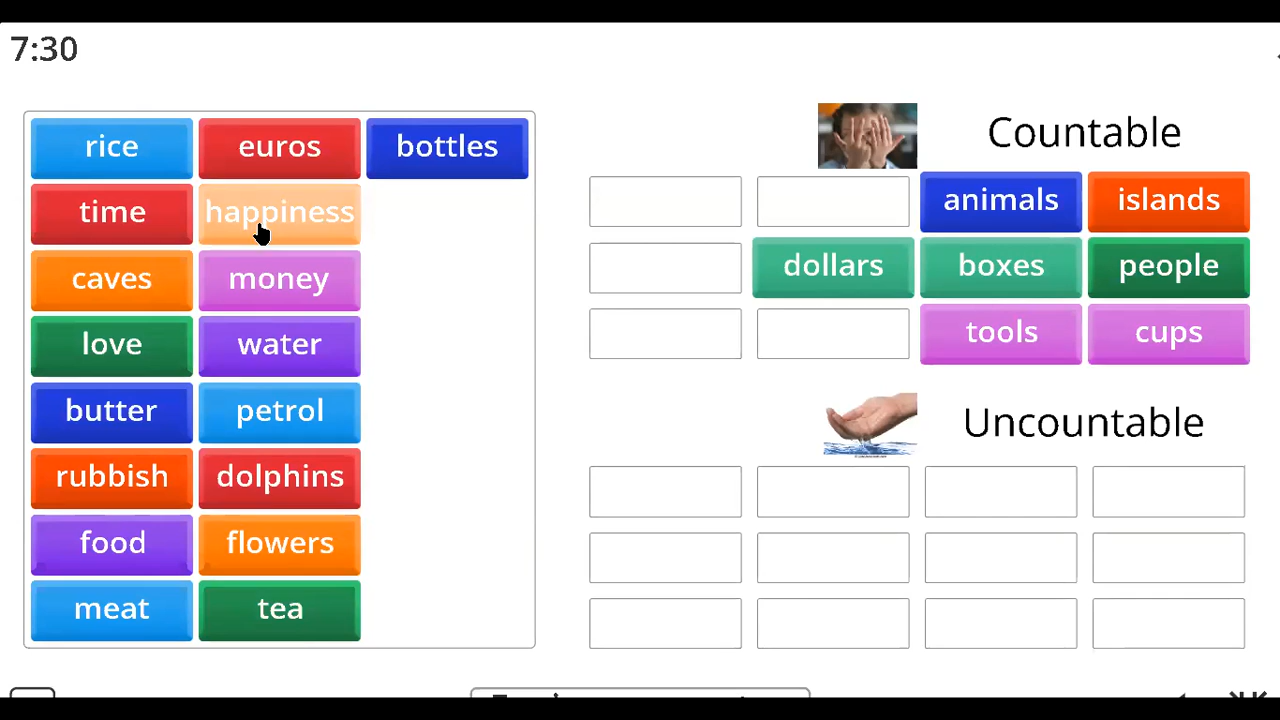 7:30
rice euros bottles
time happiness
caves money
love water
butter petrol
rubbish dolphins
food flowers
meat tea
Countable
animals islands
dollars boxes people
tools cups
Uncountable